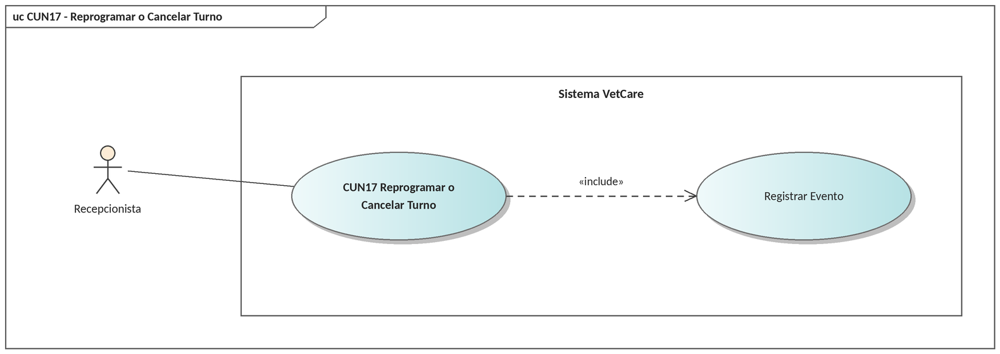 uc CUN17 - Reprogramar o Cancelar Turno
Sistema VetCare
Recepcionista
CUN17 Reprogramar o
Cancelar Turno
«include»
Registrar Evento